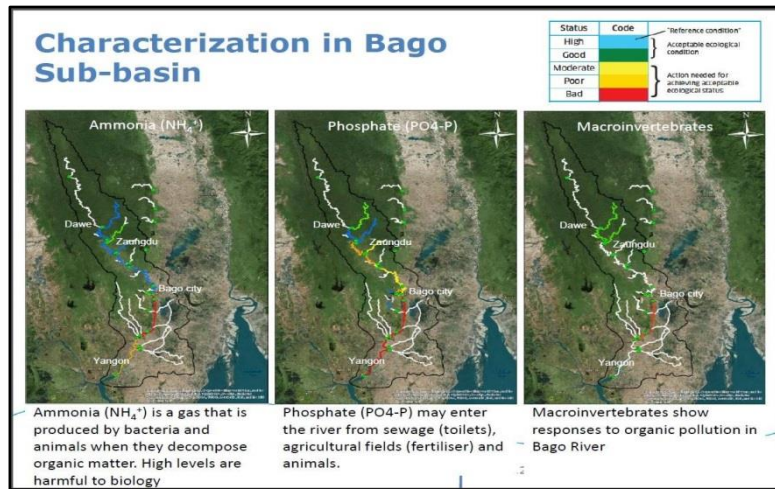 Characterization in Bago
Sub-basin
Status Code
High
Good
Moderate
Poor
Bad
"Reference condition"
Acceptable ecological
condition
Action needed for
achieving acceptable
ecological status
Ammonia (NH₄⁺)
Dawe
Zaungdu
Bago city
Yangon
Phosphate (PO4-P)
Dawe
Zaungdu
Bago city
Yangon
Macroinvertebrates
Dawe
Zaungdu
Bago city
Yangon
Ammonia (NH₄⁺) is a gas that is
produced by bacteria and
animals when they decompose
organic matter. High levels are
harmful to biology
Phosphate (PO4-P) may enter
the river from sewage (toilets),
agricultural fields (fertiliser) and
animals.
Macroinvertebrates show
responses to organic pollution in
Bago River